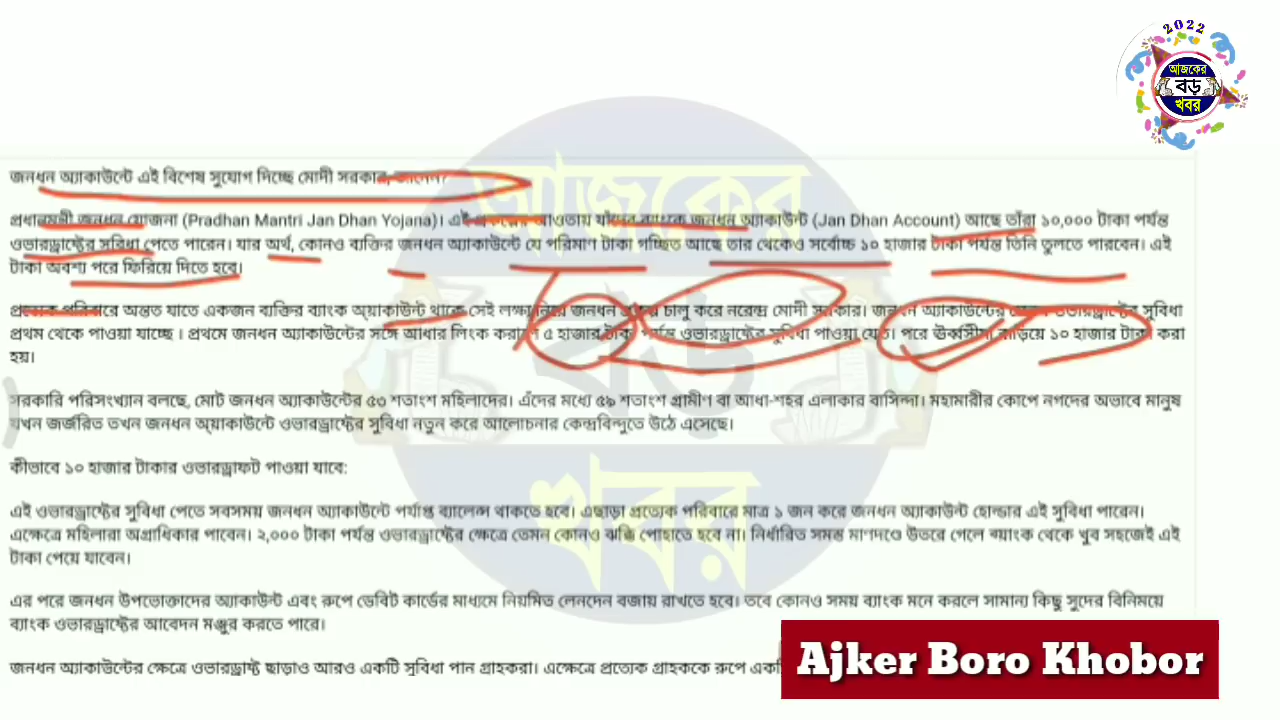 2022
আজকের
বড়
খবর
জনধন অ্যাকাউন্টে এই বিশেষ সুযোগ দিচ্ছে মোদী সরকার, জানেন?
প্রধানমন্ত্রী জনধন যোজনা (Pradhan Mantri Jan Dhan Yojana)। এই প্রকল্পের আওতায় যাঁদের ব্যাংকে জনধন অ্যাকাউন্ট (Jan Dhan Account) আছে তাঁরা ১০,০০০ টাকা পর্যন্ত
ওভারড্রাফ্টের সুবিধা পেতে পারেন। যার অর্থ, কোনও ব্যক্তির জনধন অ্যাকাউন্টে যে পরিমাণ টাকা গচ্ছিত আছে তার থেকেও সর্বোচ্চ ১০ হাজার টাকা পর্যন্ত তিনি তুলতে পারবেন। এই
টাকা অবশ্য পরে ফিরিয়ে দিতে হবে।
প্রত্যেক পরিবারে অন্তত যাতে একজন ব্যক্তির ব্যাংক অ্যাকাউন্ট থাকে সেই লক্ষ্য নিয়ে জনধন চালু করে নরেন্দ্র মোদী সরকার। জনধন অ্যাকাউন্টের ওভারড্রাফ্টের সুবিধা
প্রথম থেকে পাওয়া যাচ্ছে । প্রথমে জনধন অ্যাকাউন্টের সঙ্গে আধার লিংক করালে ৫ হাজার টাকা পর্যন্ত ওভারড্রাফ্টের সুবিধা পাওয়া যেত। পরে ঊর্ধ্বসীমা বাড়িয়ে ১০ হাজার টাকা করা
হয়।
সরকারি পরিসংখ্যান বলছে, মোট জনধন অ্যাকাউন্টের ৫৩ শতাংশ মহিলাদের। এঁদের মধ্যে ৫৯ শতাংশ গ্রামীণ বা আধা-শহর এলাকার বাসিন্দা। মহামারীর কোপে নগদের অভাবে মানুষ
যখন জর্জরিত তখন জনধন অ্যাকাউন্টে ওভারড্রাফ্টের সুবিধা নতুন করে আলোচনার কেন্দ্রবিন্দুতে উঠে এসেছে।
কীভাবে ১০ হাজার টাকার ওভারড্রাফট পাওয়া যাবে:
এই ওভারড্রাফ্টের সুবিধা পেতে সবসময় জনধন অ্যাকাউন্টে পর্যাপ্ত ব্যালেন্স থাকতে হবে। এছাড়া প্রত্যেক পরিবারে মাত্র ১ জন করে জনধন অ্যাকাউন্ট হোল্ডার এই সুবিধা পাবেন।
এক্ষেত্রে মহিলারা অগ্রাধিকার পাবেন। ২,০০০ টাকা পর্যন্ত ওভারড্রাফ্টের ক্ষেত্রে তেমন কোনও ঝক্কি পোহাতে হবে না। নির্ধারিত সমস্ত মাপদণ্ডে উতরে গেলে ব্যাংক থেকে খুব সহজেই এই
টাকা পেয়ে যাবেন।
এর পরে জনধন উপভোক্তাদের অ্যাকাউন্ট এবং রুপে ডেবিট কার্ডের মাধ্যমে নিয়মিত লেনদেন বজায় রাখতে হবে। তবে কোনও সময় ব্যাংক মনে করলে সামান্য কিছু সুদের বিনিময়ে
ব্যাংক ওভারড্রাফ্টের আবেদন মঞ্জুর করতে পারে।
জনধন অ্যাকাউন্টের ক্ষেত্রে ওভারড্রাফ্ট ছাড়াও আরও একটি সুবিধা পান গ্রাহকরা। এক্ষেত্রে প্রত্যেক গ্রাহককে রুপে
Ajker Boro Khobor
আজকের
বড়
খবর